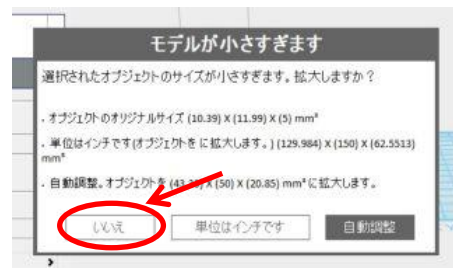 モデルが小さすぎます
選択されたオブジェクトのサイズが小さすぎます。拡大しますか？
. オブジェクトのオリジナルサイズ (10.39) X (11.99) X (5) mm³
. 単位はインチです(オブジェクトを に拡大します。) (129.984) X (150) X (62.5513)
mm³
. 自動調整。オブジェクトを X (50) X (20.85) mm³ に拡大します。
いいえ
単位はインチです
自動調整